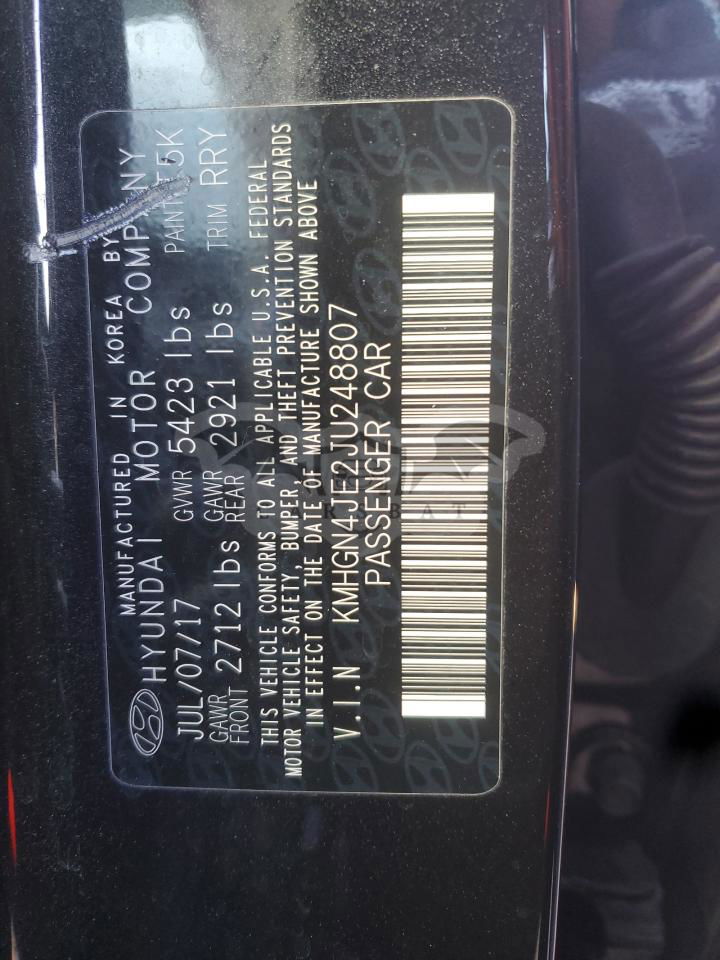 MANUFACTURED IN KOREA BY
HYUNDAI MOTOR COMPANY
JUL/07/17 GVWR 5423 lbs PAINT T5K
GAWR FRONT 2712 lbs GAWR REAR 2921 lbs TRIM RRY
THIS VEHICLE CONFORMS TO ALL APPLICABLE U.S.A. FEDERAL
MOTOR VEHICLE SAFETY, BUMPER, AND THEFT PREVENTION STANDARDS
IN EFFECT ON THE DATE OF MANUFACTURE SHOWN ABOVE
V.I.N KMHGN4JE2JU248807
PASSENGER CAR